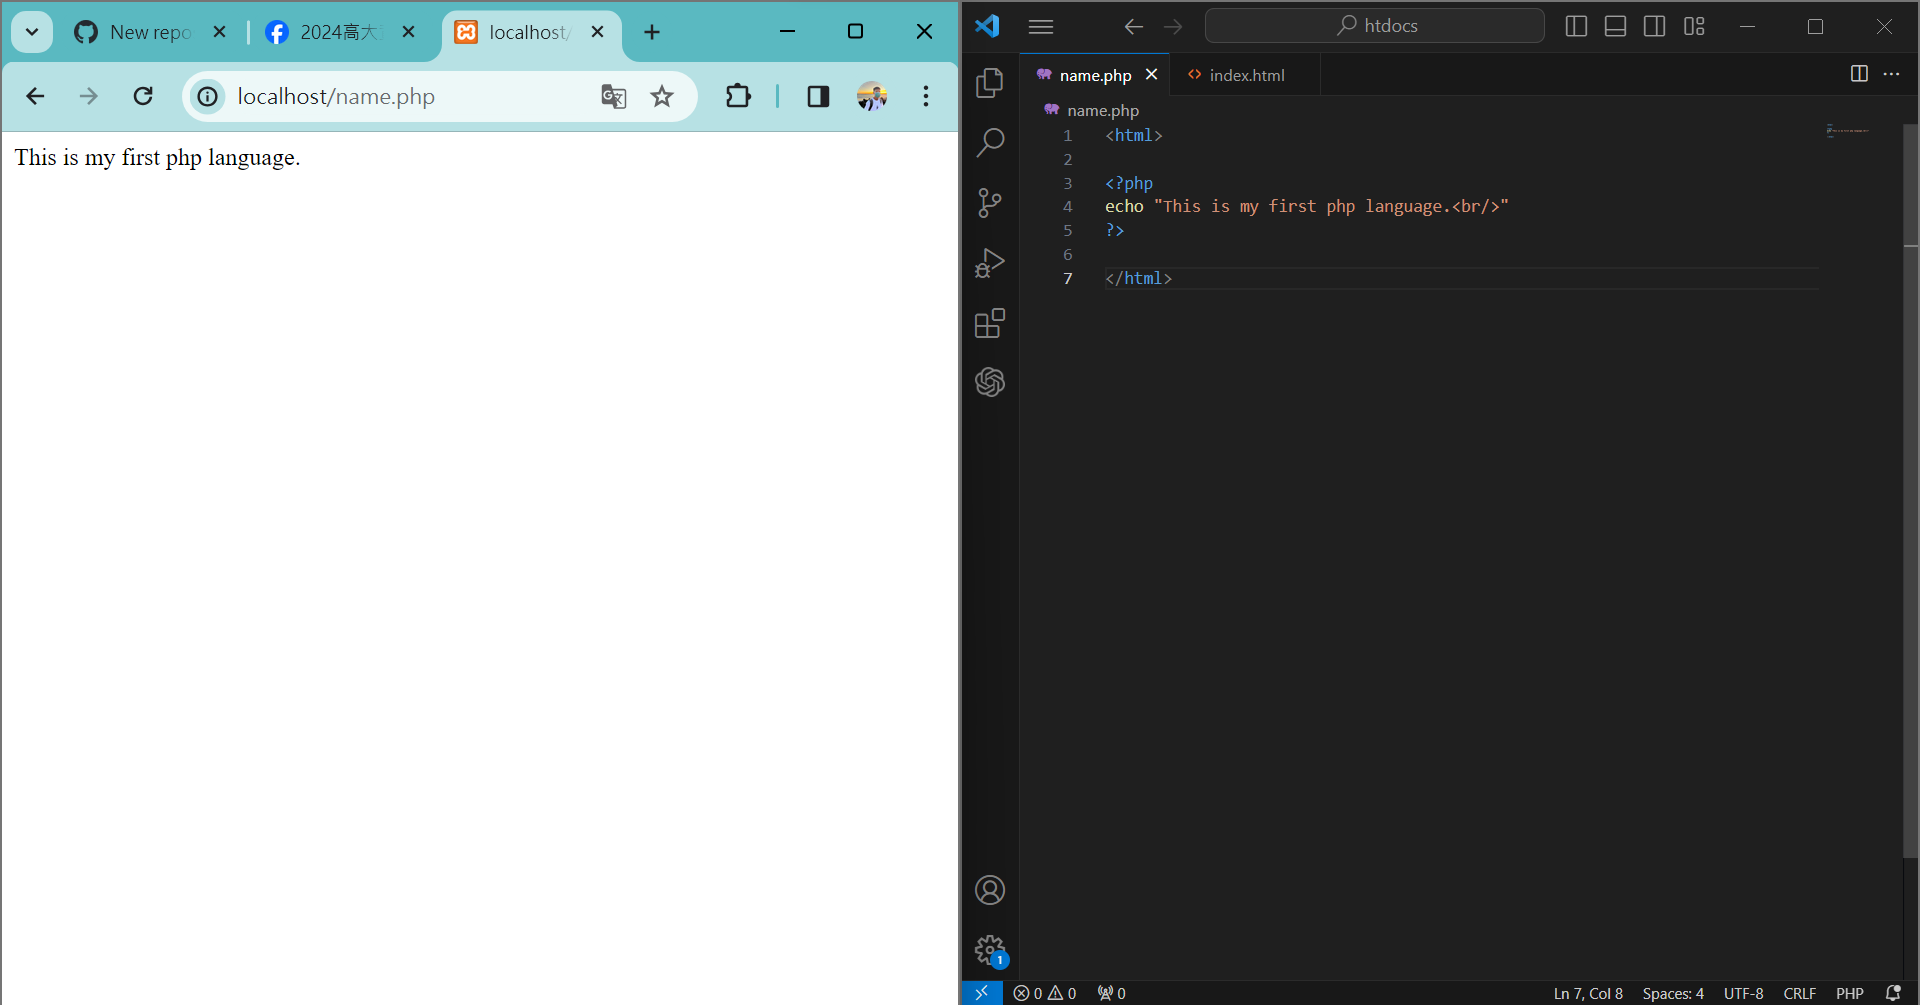 New repo
2024高大
localhost/
localhost/name.php
This is my first php language.
htdocs
name.php
index.html
name.php
1 <html>
2
3 <?php
4 echo "This is my first php language.<br/>"
5 ?>
6
7 </html>
1
0 0 0
Ln 7, Col 8 Spaces: 4 UTF-8 CRLF PHP